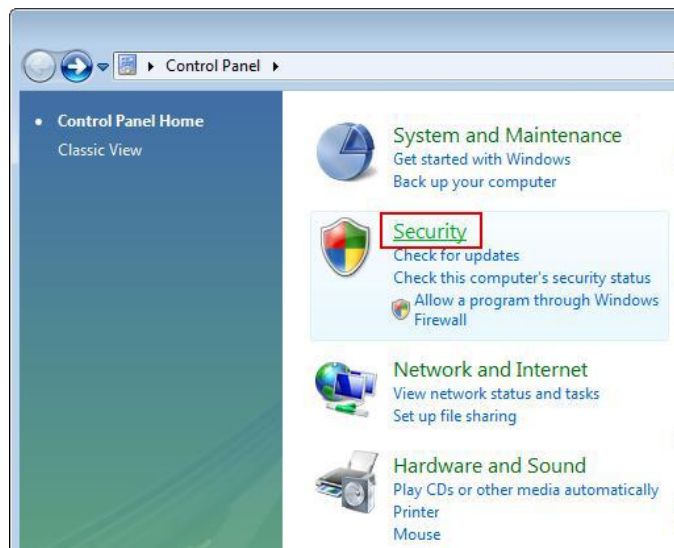 Control Panel
Control Panel Home
Classic View
System and Maintenance
Get started with Windows
Back up your computer
Security
Check for updates
Check this computer's security status
Allow a program through Windows
Firewall
Network and Internet
View network status and tasks
Set up file sharing
Hardware and Sound
Play CDs or other media automatically
Printer
Mouse